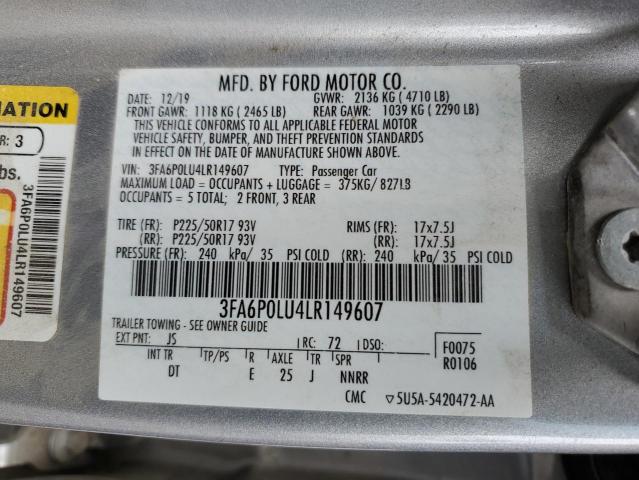 MFD. BY FORD MOTOR CO.
DATE: 12/19 GVWR: 2136 KG ( 4710 LB)
FRONT GAWR: 1118 KG ( 2465 LB) REAR GAWR: 1039 KG ( 2290 LB)
THIS VEHICLE CONFORMS TO ALL APPLICABLE FEDERAL MOTOR
VEHICLE SAFETY, BUMPER, AND THEFT PREVENTION STANDARDS
IN EFFECT ON THE DATE OF MANUFACTURE SHOWN ABOVE.
VIN: 3FA6P0LU4LR149607 TYPE: Passenger Car
MAXIMUM LOAD = OCCUPANTS + LUGGAGE = 375KG/ 827LB
OCCUPANTS = 5 TOTAL; 2 FRONT, 3 REAR
TIRE (FR): P225/50R17 93V RIMS (FR): 17x7.5J
(RR): P225/50R17 93V (RR): 17x7.5J
PRESSURE (FR): 240 kPa/ 35 PSI COLD (RR): 240 kPa/ 35 PSI COLD
3FA6P0LU4LR149607
TRAILER TOWING - SEE OWNER GUIDE
EXT PNT: JS RC: 72 DSO: F0075
INT TR TP/PS R AXLE TR SPR R0106
DT E 25 J NNRR
CMC ▽5U5A-5420472-AA
MATION
R: 3
bs.
3FA6P0LU4LR149607